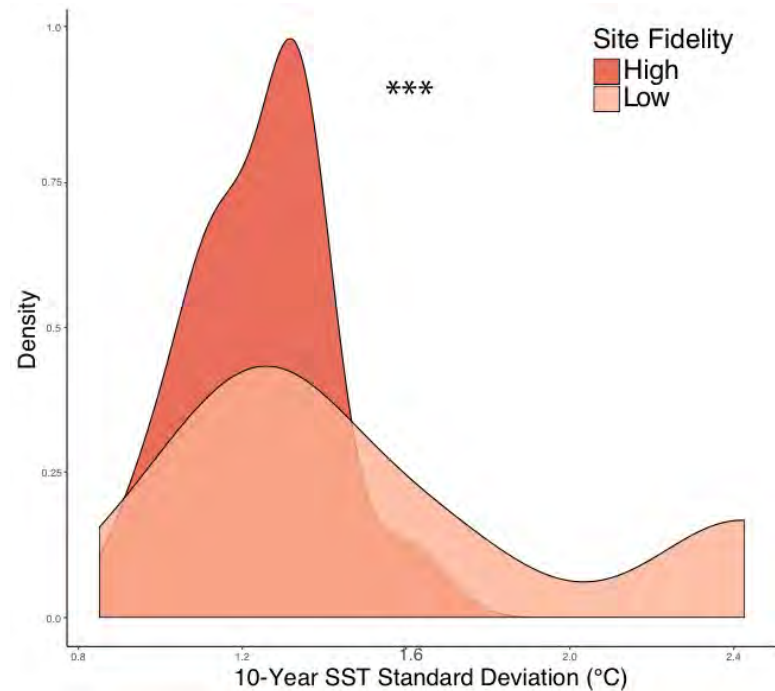 Site Fidelity
High
Low
***
1.0
0.75
0.5
0.25
0.0
Density
0.8 1.2 1.6 2.0 2.4
10-Year SST Standard Deviation (°C)